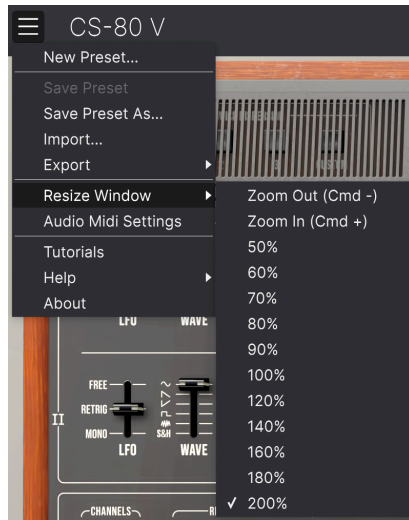 CS-80 V
New Preset...
Save Preset
Save Preset As...
Import...
Export
Resize Window
Audio Midi Settings
Tutorials
Help
About
Zoom Out (Cmd -)
Zoom In (Cmd +)
50%
60%
70%
80%
90%
100%
120%
140%
160%
180%
✓ 200%
LFO WAVE
II
FREE
RETRIG
MONO
S&H
LFO WAVE
CHANNELS